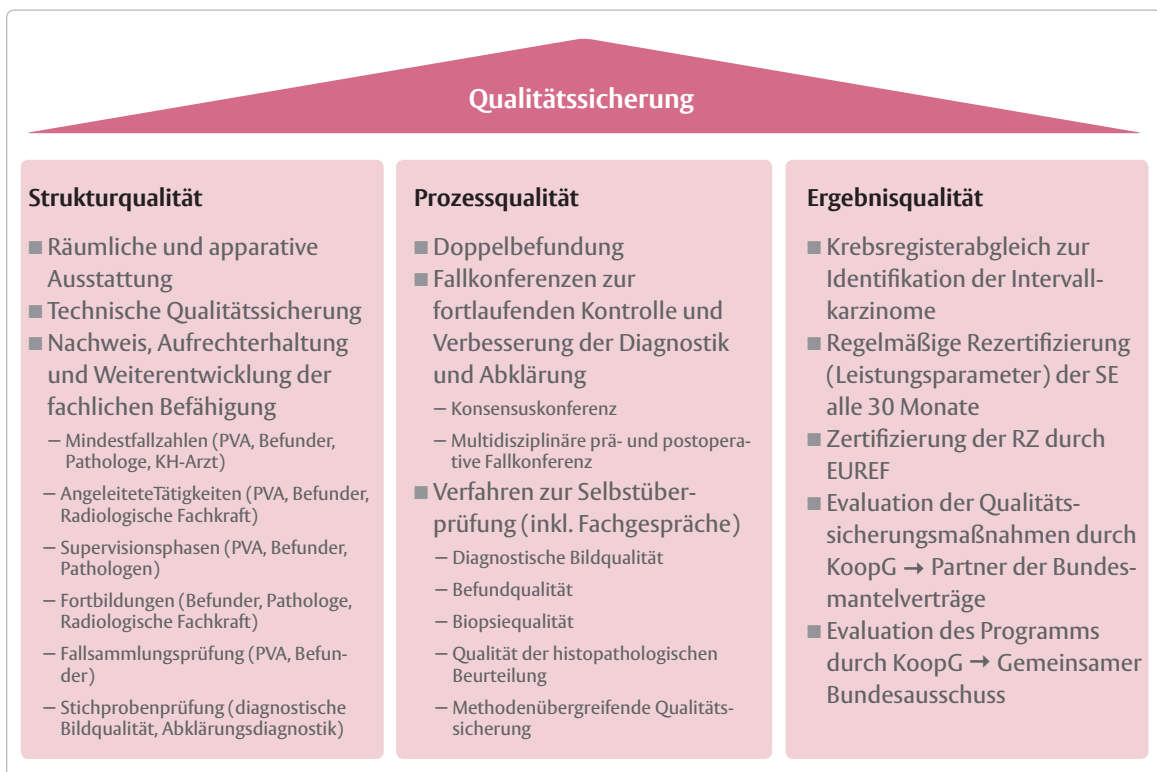 Qualitätssicherung
Strukturqualität
■ Räumliche und apparative
Ausstattung
■ Technische Qualitätssicherung
■ Nachweis, Aufrechterhaltung
und Weiterentwicklung der
fachlichen Befähigung
– Mindestfallzahlen (PVA, Befunder,
Pathologe, KH-Arzt)
– AngeleiteteTätigkeiten (PVA, Befunder,
Radiologische Fachkraft)
– Supervisionsphasen (PVA, Befunder,
Pathologen)
– Fortbildungen (Befunder, Pathologe,
Radiologische Fachkraft)
– Fallsammlungsprüfung (PVA, Befun-
der)
– Stichprobenprüfung (diagnostische
Bildqualität, Abklärungsdiagnostik)
Prozessqualität
■ Doppelbefundung
■ Fallkonferenzen zur
fortlaufenden Kontrolle und
Verbesserung der Diagnostik
und Abklärung
– Konsensuskonferenz
– Multidisziplinäre prä- und postopera-
tive Fallkonferenz
■ Verfahren zur Selbstüber-
prüfung (inkl. Fachgespräche)
– Diagnostische Bildqualität
– Befundqualität
– Biopsiequalität
– Qualität der histopathologischen
Beurteilung
– Methodenübergreifende Qualitäts-
sicherung
Ergebnisqualität
■ Krebsregisterabgleich zur
Identifikation der Intervall-
karzinome
■ Regelmäßige Rezertifizierung
(Leistungsparameter) der SE
alle 30 Monate
■ Zertifizierung der RZ durch
EUREF
■ Evaluation der Qualitäts-
sicherungsmaßnahmen durch
KoopG → Partner der Bundes-
mantelverträge
■ Evaluation des Programms
durch KoopG → Gemeinsamer
Bundesausschuss